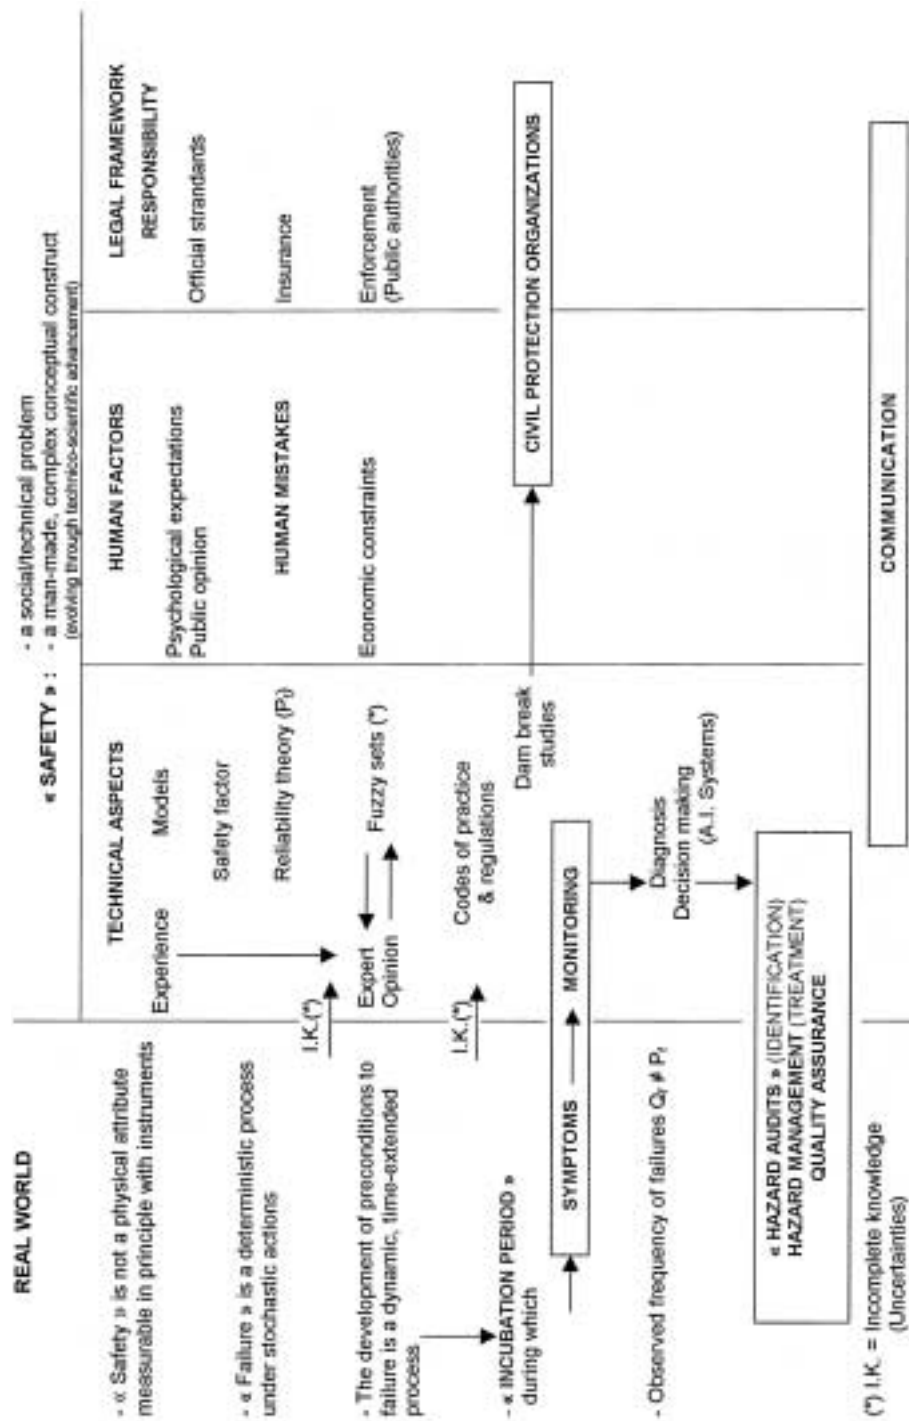 « SAFETY » :
- a social/technical problem
- a man-made, complex conceptual construct
(evolving through technico-scientific advancement)
REAL WORLD
TECHNICAL ASPECTS
HUMAN FACTORS
LEGAL FRAMEWORK
RESPONSIBILITY
- « Safety » is not a physical attribute
measurable in principle with instruments
Experience
Models
Safety factor
Psychological expectations
Public opinion
Official strandards
- « Failure » is a deterministic process
under stochastic actions
Reliability theory (Pf)
HUMAN MISTAKES
Insurance
I.K.(*)
- The development of preconditions to
failure is a dynamic, time-extended
process
Expert
Opinion
Fuzzy sets (*)
Economic constraints
Enforcement
(Public authorities)
I.K.(*)
Codes of practice
& regulations
- « INCUBATION PERIOD »
during which
Dam break
studies
CIVIL PROTECTION ORGANIZATIONS
SYMPTOMS
MONITORING
- Observed frequency of failures Qf ≠ Pf
Diagnosis
Decision making
(A.I. Systems)
« HAZARD AUDITS » (IDENTIFICATION)
HAZARD MANAGEMENT (TREATMENT)
QUALITY ASSURANCE
COMMUNICATION
(*) I.K. = Incomplete knowledge
(Uncertainties)